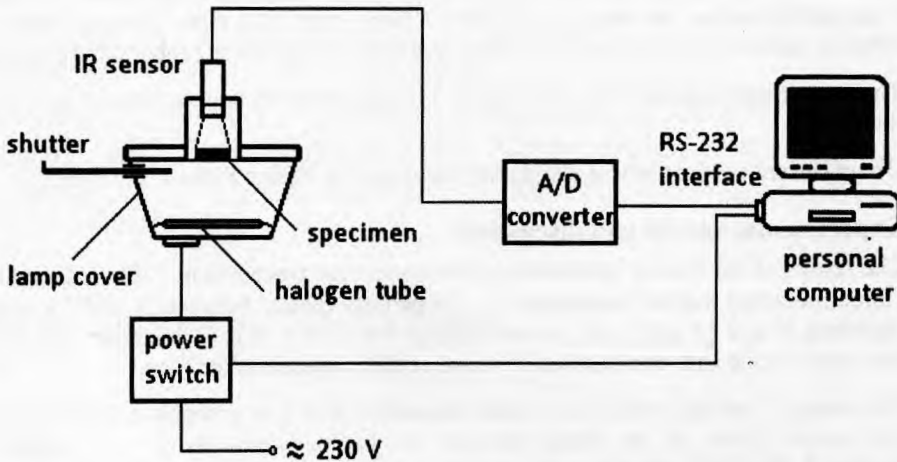 IR sensor
shutter
lamp cover
specimen
halogen tube
power
switch
≈ 230 V
A/D
converter
RS-232
interface
personal
computer